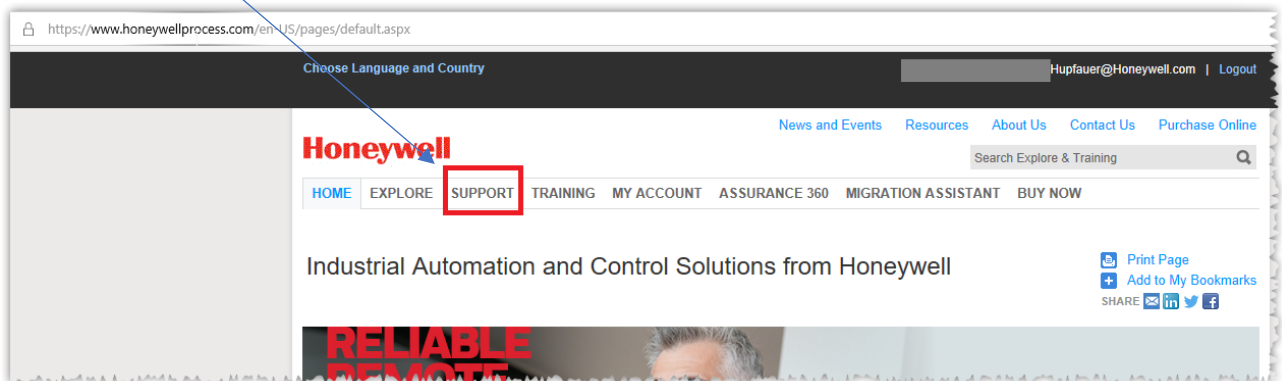 https://www.honeywellprocess.com/en-US/pages/default.aspx
Choose Language and Country
Hupfauer@Honeywell.com | Logout
News and Events Resources About Us Contact Us Purchase Online
Honeywell
Search Explore & Training
HOME EXPLORE SUPPORT TRAINING MY ACCOUNT ASSURANCE 360 MIGRATION ASSISTANT BUY NOW
Industrial Automation and Control Solutions from Honeywell
Print Page
Add to My Bookmarks
SHARE
RELIABLE
REMOTE